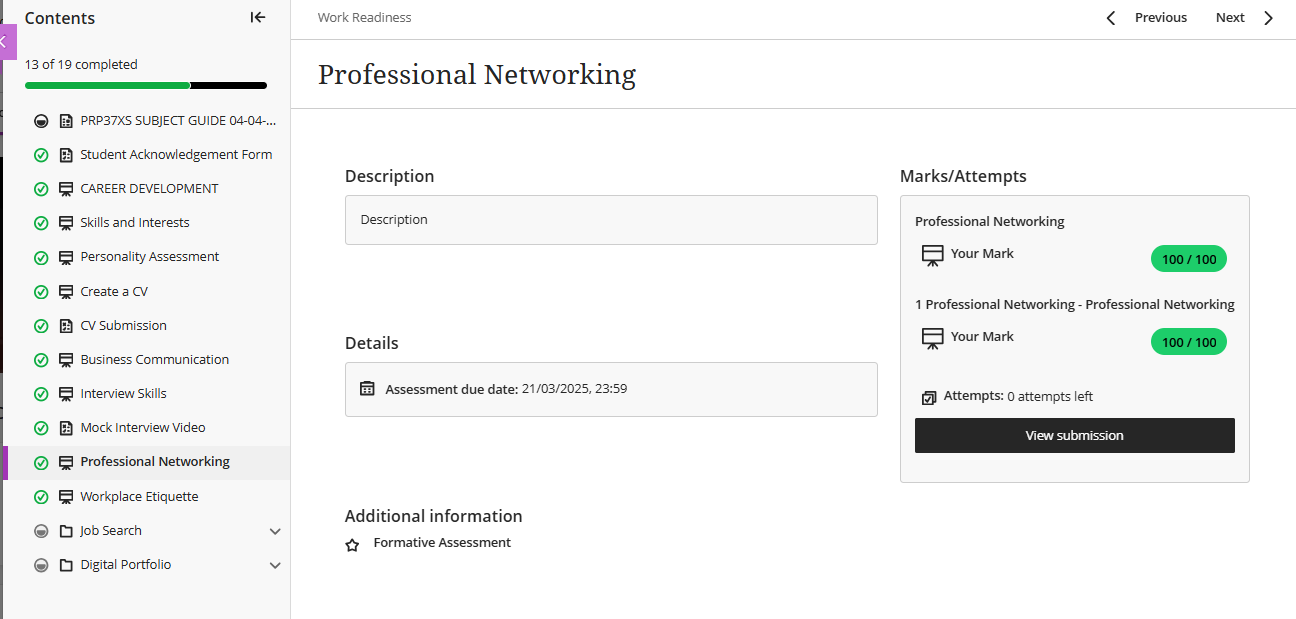 Contents
13 of 19 completed
PRP37XS SUBJECT GUIDE 04-04-...
Student Acknowledgement Form
CAREER DEVELOPMENT
Skills and Interests
Personality Assessment
Create a CV
CV Submission
Business Communication
Interview Skills
Mock Interview Video
Professional Networking
Workplace Etiquette
Job Search
Digital Portfolio
Work Readiness
Previous
Next
Professional Networking
Description
Description
Details
Assessment due date: 21/03/2025, 23:59
Additional information
Formative Assessment
Marks/Attempts
Professional Networking
Your Mark
100 / 100
1 Professional Networking - Professional Networking
Your Mark
100 / 100
Attempts: 0 attempts left
View submission